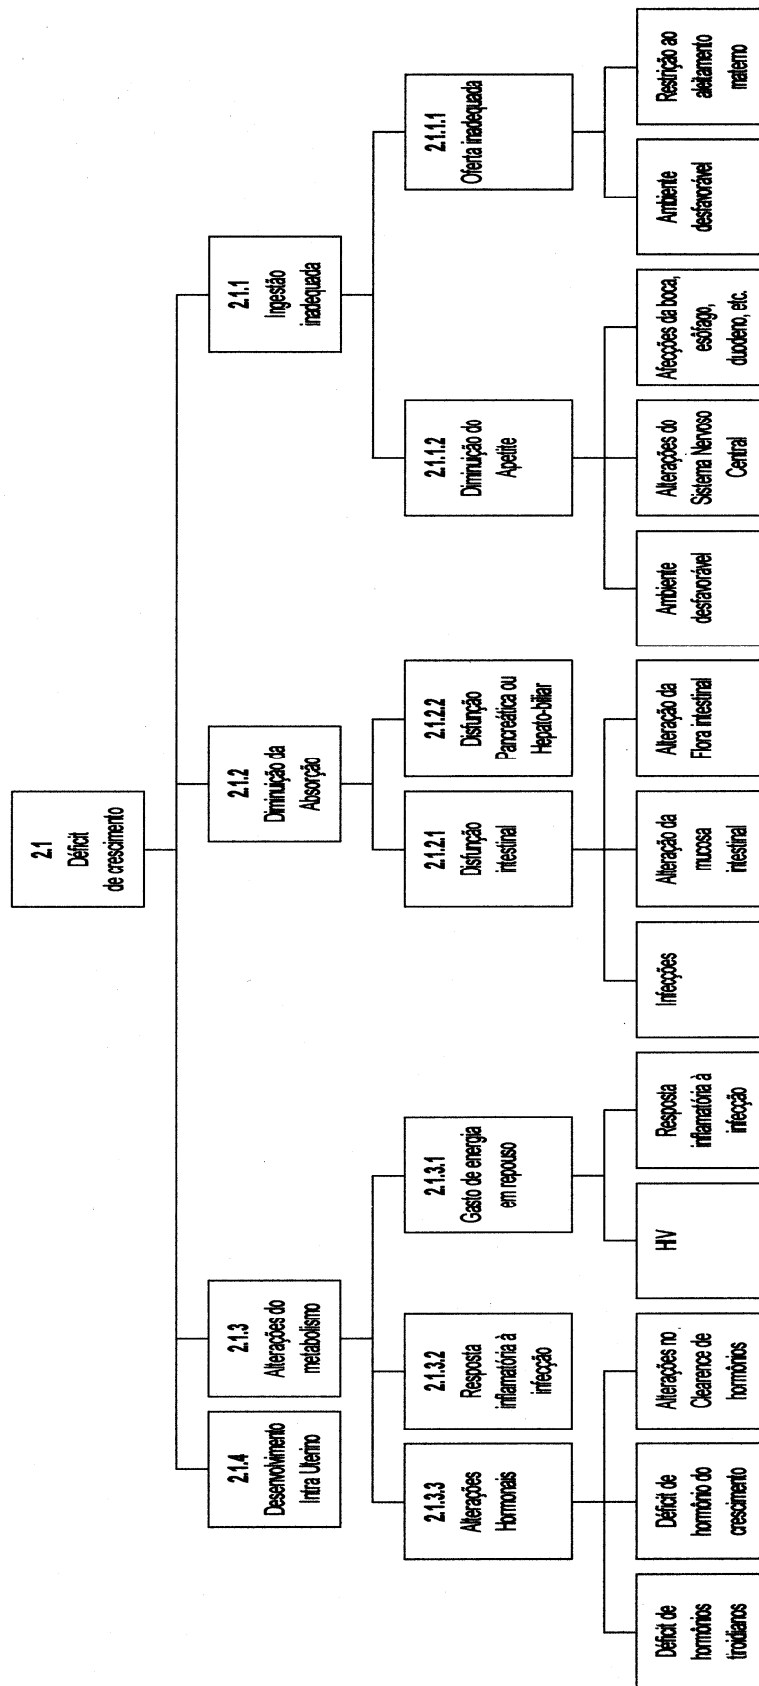 2.1
Déficit
de crescimento
2.1.4
Desenvolvimento
Intra Uterino
2.1.3
Alterações do
metabolismo
2.1.2
Diminuição da
Absorção
2.1.1
Ingestão
inadequada
2.1.3.3
Alterações
Hormonais
2.1.3.2
Resposta
inflamatória à
infecção
2.1.3.1
Gasto de energia
em repouso
2.1.2.1
Disfunção
intestinal
2.1.2.2
Disfunção
Pancreática ou
Hepato-biliar
2.1.1.2
Diminuição do
Apetite
2.1.1.1
Oferta inadequada
Déficit de
hormônios
tiroidianos
Déficit de
hormônio do
crescimento
Alterações no
Clearence de
hormônios
HIV
Resposta
inflamatória à
infecção
Infecções
Alteração da
mucosa
intestinal
Alteração da
Flora intestinal
Ambiente
desfavorável
Alterações do
Sistema Nervoso
Central
Afecções da boca,
esôfago,
duodeno, etc.
Ambiente
desfavorável
Restrição ao
aleitamento
materno